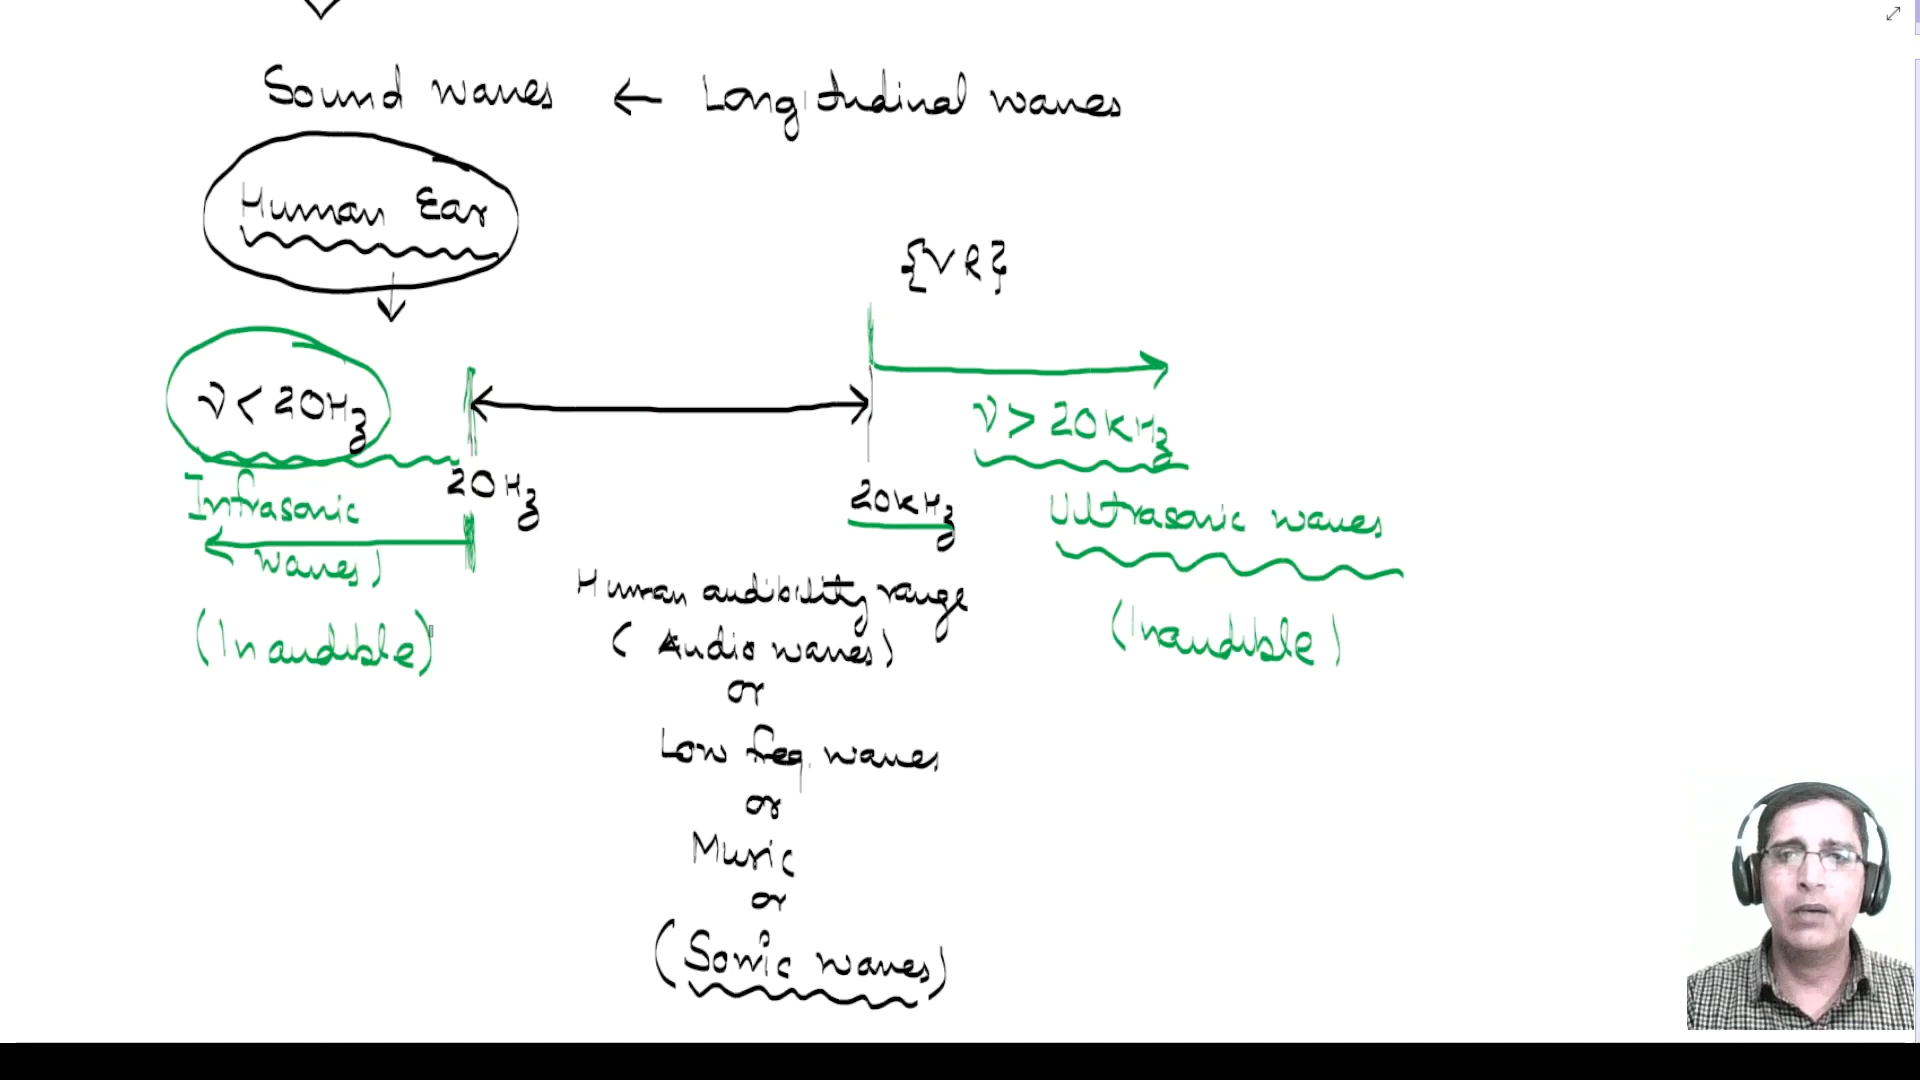 Sound waves ← Longitudinal waves
Human Ear
{VR}
ν < 20Hz
ν > 20KHz
20Hz
20KHz
Infrasonic
waves)
Ultrasonic waves
(Inaudible)
(Inaudible)
Human audibility range
(Audio waves)
or
Low freq. waves
or
Music
or
(Sonic waves)